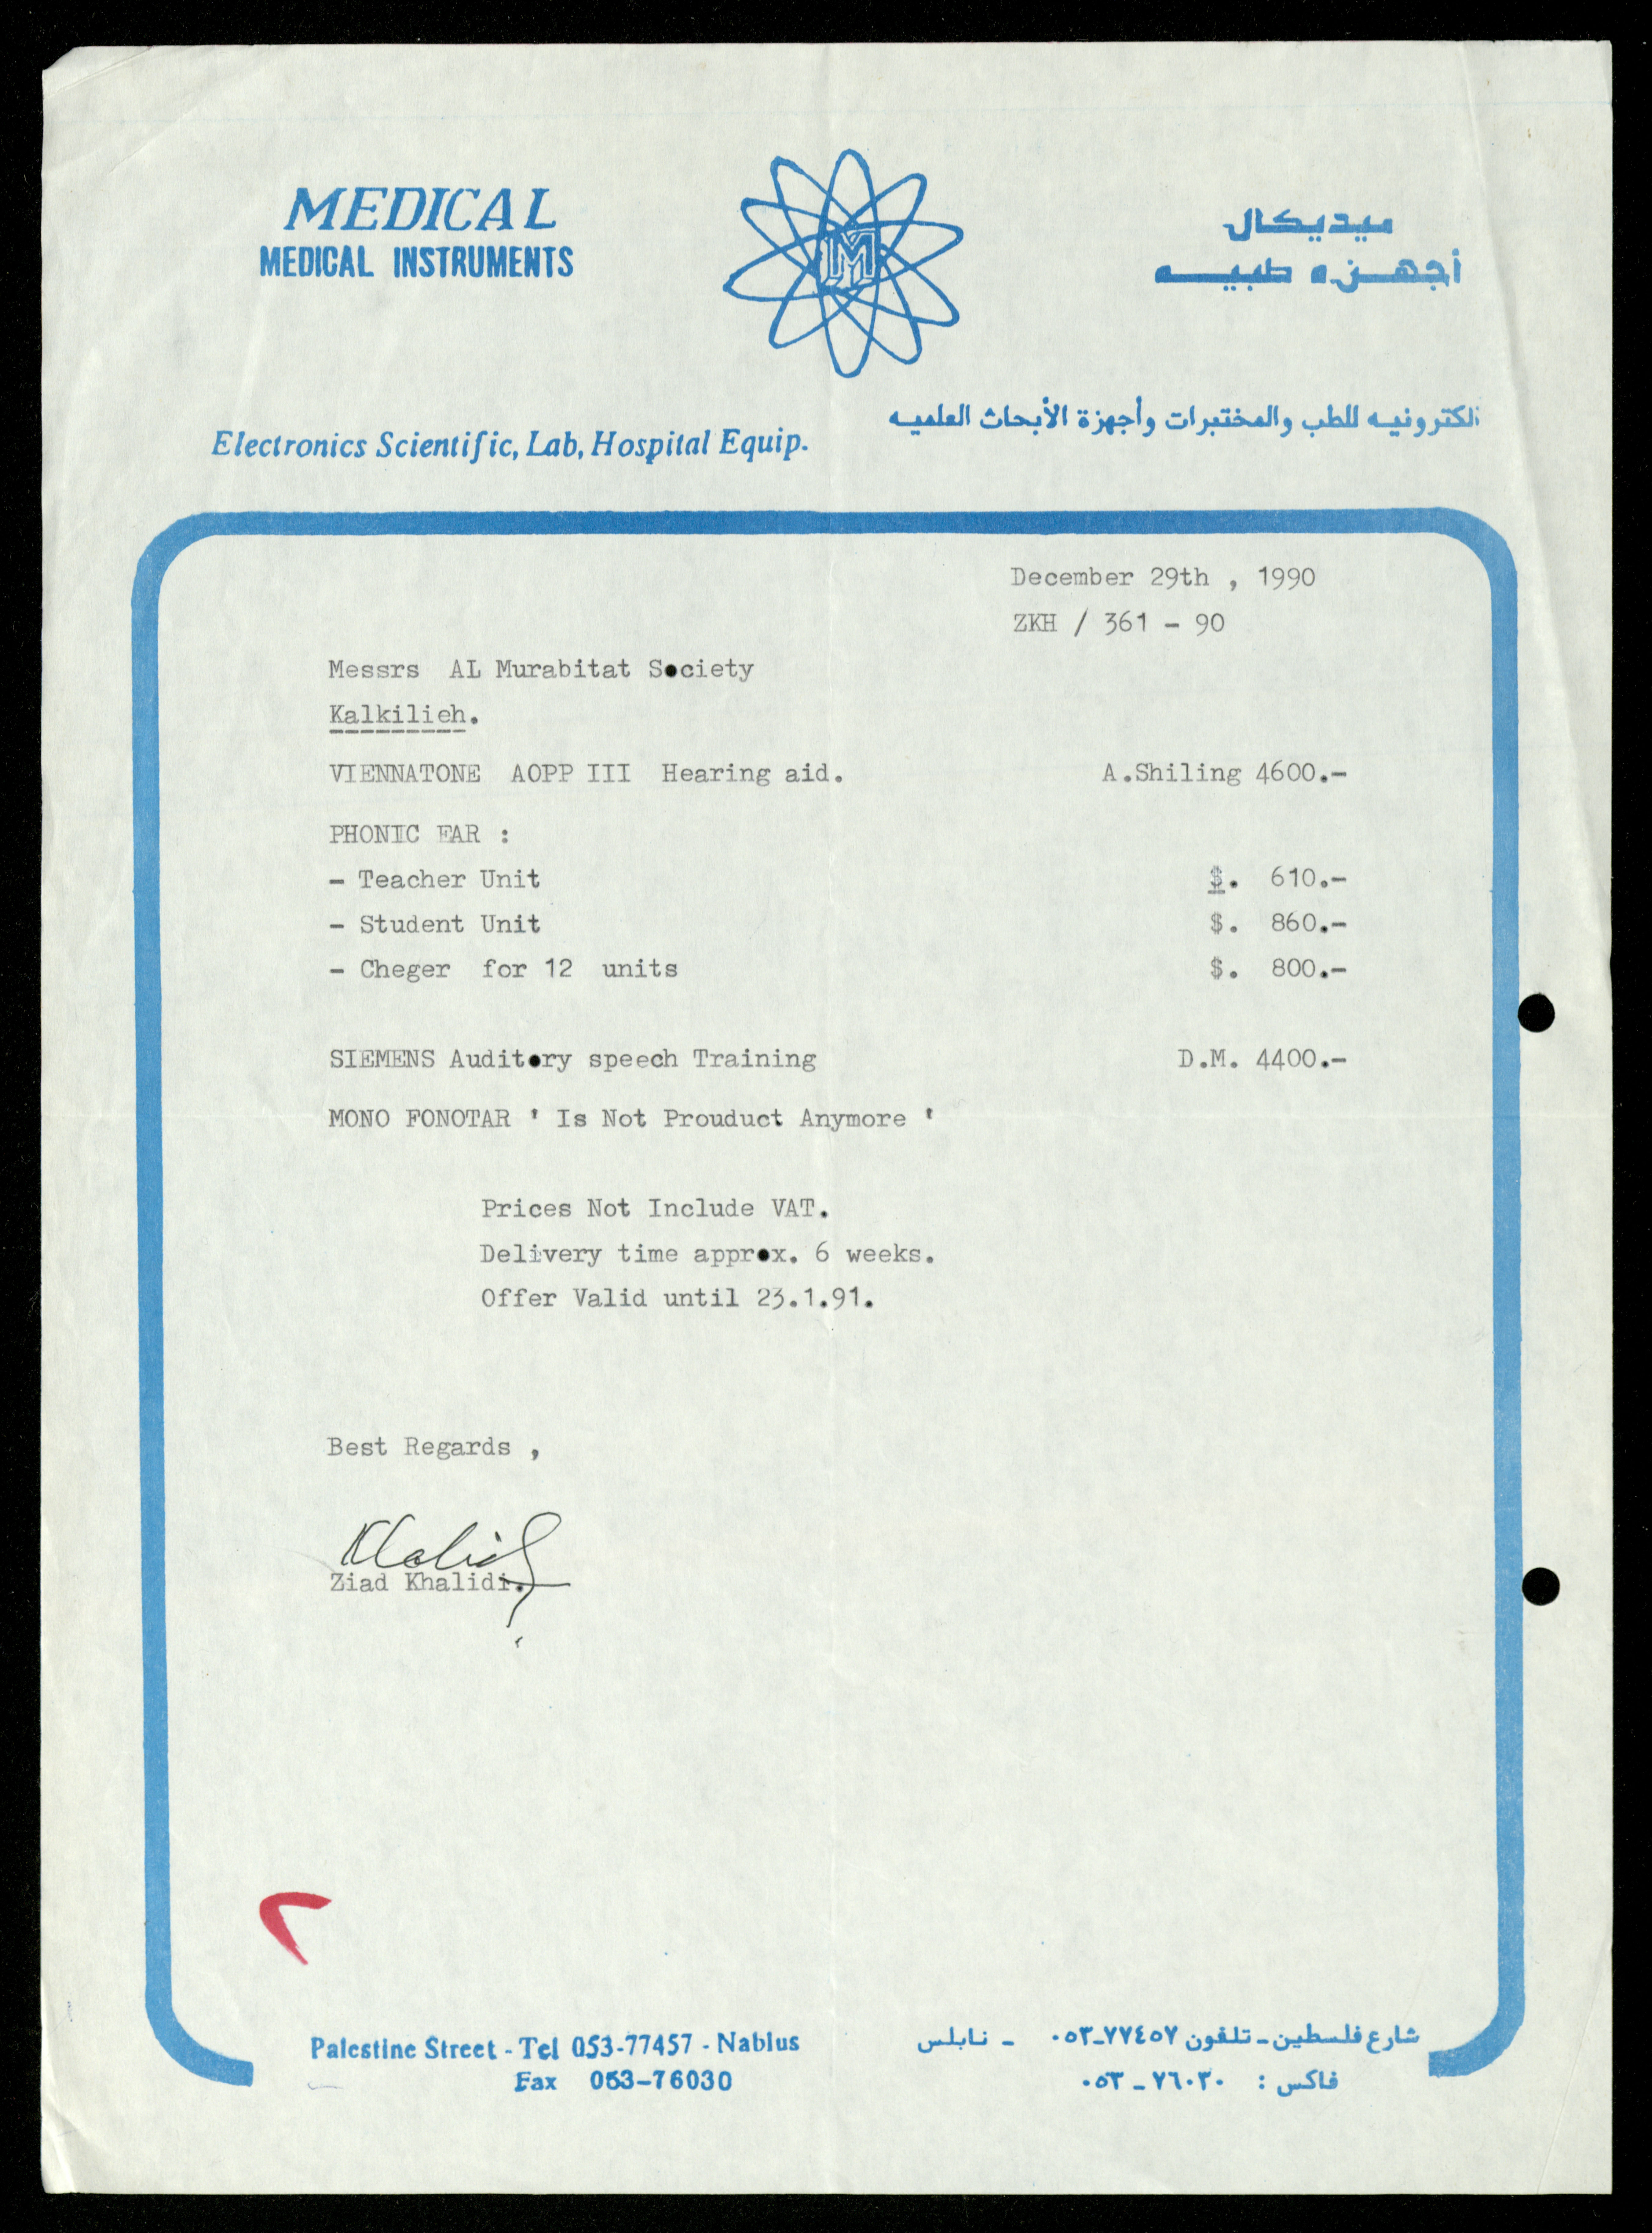 MEDICAL
MEDICAL INSTRUMENTS
M
ميديكال
أجهزه طبيه
Electronics Scientific, Lab, Hospital Equip.
الكترونيه للطب والمختبرات وأجهزة الأبحاث العلميه
December 29th , 1990
ZKH / 361 - 90
Messrs AL Murabitat Society
Kalkilieh.
VIENNATONE AOPP III Hearing aid. A.Shiling 4600.-
PHONIC EAR :
- Teacher Unit $. 610.-
- Student Unit $. 860.-
- Cheger for 12 units $. 800.-
SIEMENS Auditory speech Training D.M. 4400.-
MONO FONOTAR ' Is Not Prouduct Anymore '
Prices Not Include VAT.
Delivery time approx. 6 weeks.
Offer Valid until 23.1.91.
Best Regards ,
Khalidi
Ziad Khalidi.
٢
Palestine Street - Tel 053-77457 - Nablus
Fax 053-76030
شارع فلسطين - تلفون ٧٧٤٥٧-٠٥٣ - نابلس
فاكس : ٧٦٠٣٠ - ٠٥٣